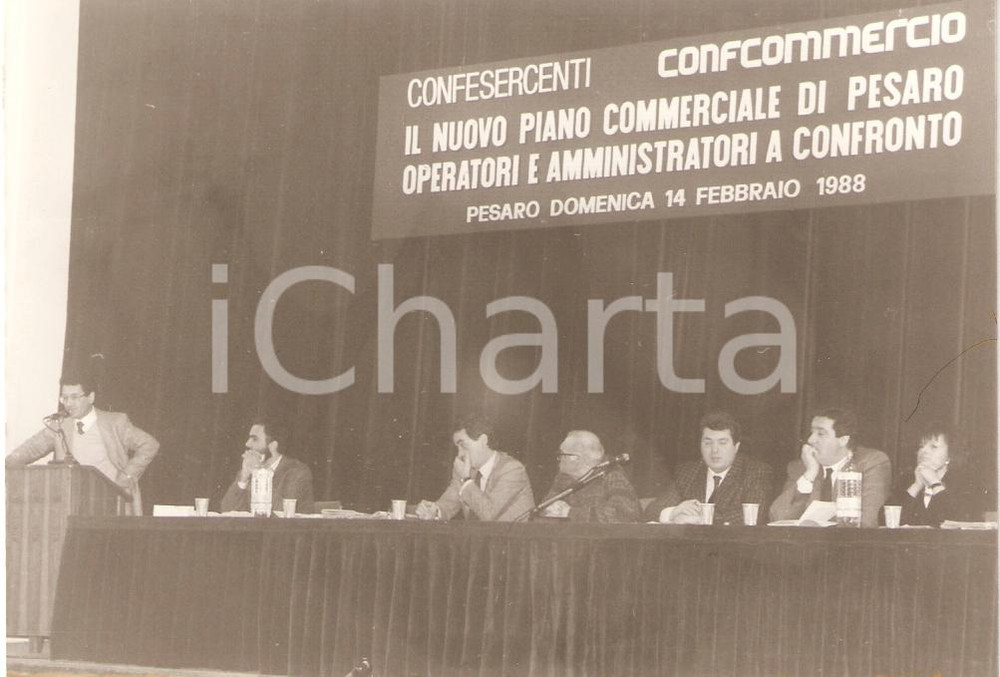 CONFESERCENTI CONFCOMMERCIO
IL NUOVO PIANO COMMERCIALE DI PESARO
OPERATORI E AMMINISTRATORI A CONFRONTO
PESARO DOMENICA 14 FEBBRAIO 1988
iCharta